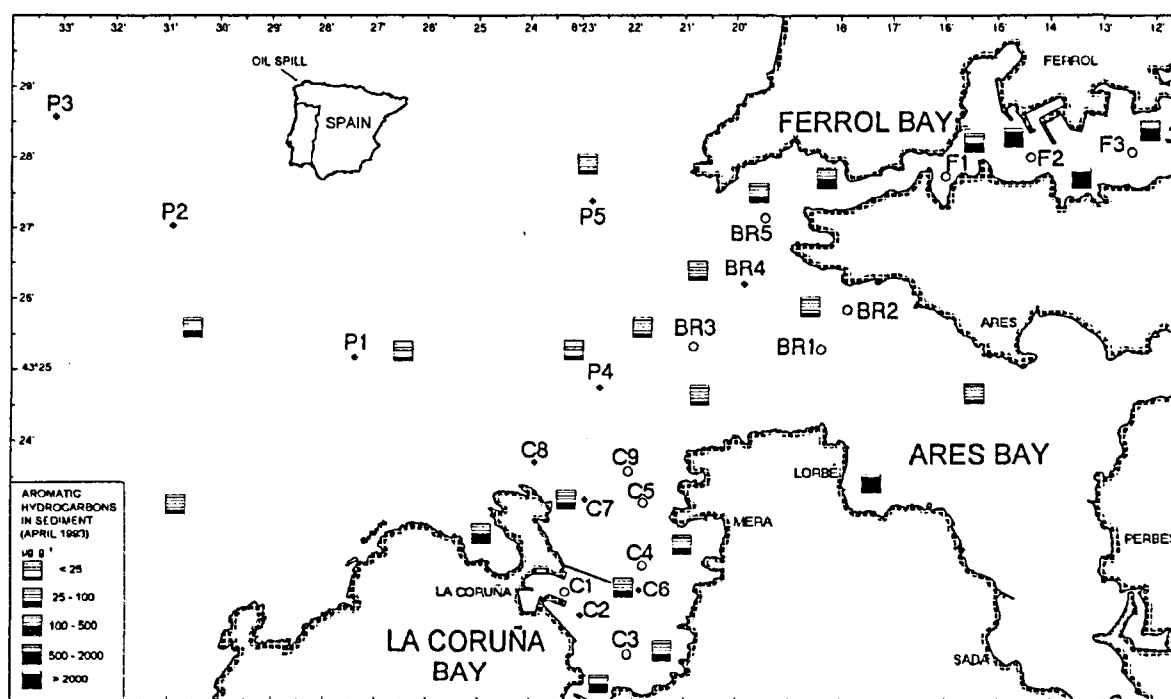 33' 32' 31' 30' 29' 28' 27' 26' 25' 24' 8°23' 22' 21' 20' 19' 18' 17' 16' 15' 14' 13' 12'
OIL SPILL
SPAIN
FERROL
29'
P3
FERROL BAY
28'
F1
F2
F3
P2
P5
27'
BR5
BR4
26'
BR3
BR2
ARES
P1
BR1
43°25
P4
24'
C8
C9
ARES BAY
LORBÉ
C5
C7
MERA
PERBES
C4
LA CORUÑA
C1
C6
C2
LA CORUÑA
BAY
C3
SADA
AROMATIC
HYDROCARBONS
IN SEDIMENT
(APRIL 1993)
< 25
25 - 100
100 - 500
500 - 2000
> 2000